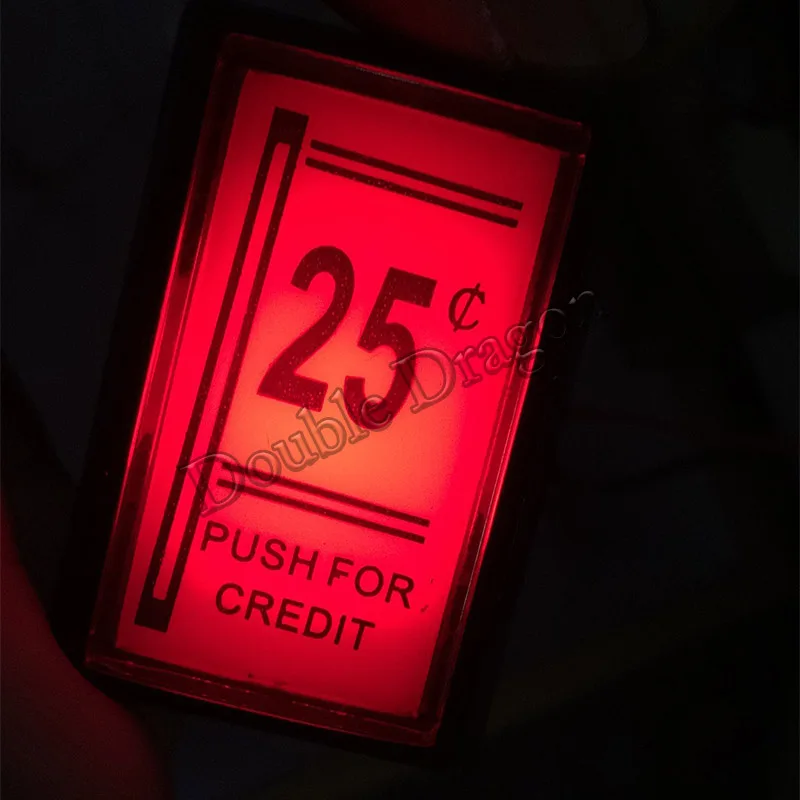 25¢
Double Dragon
PUSH FOR
CREDIT